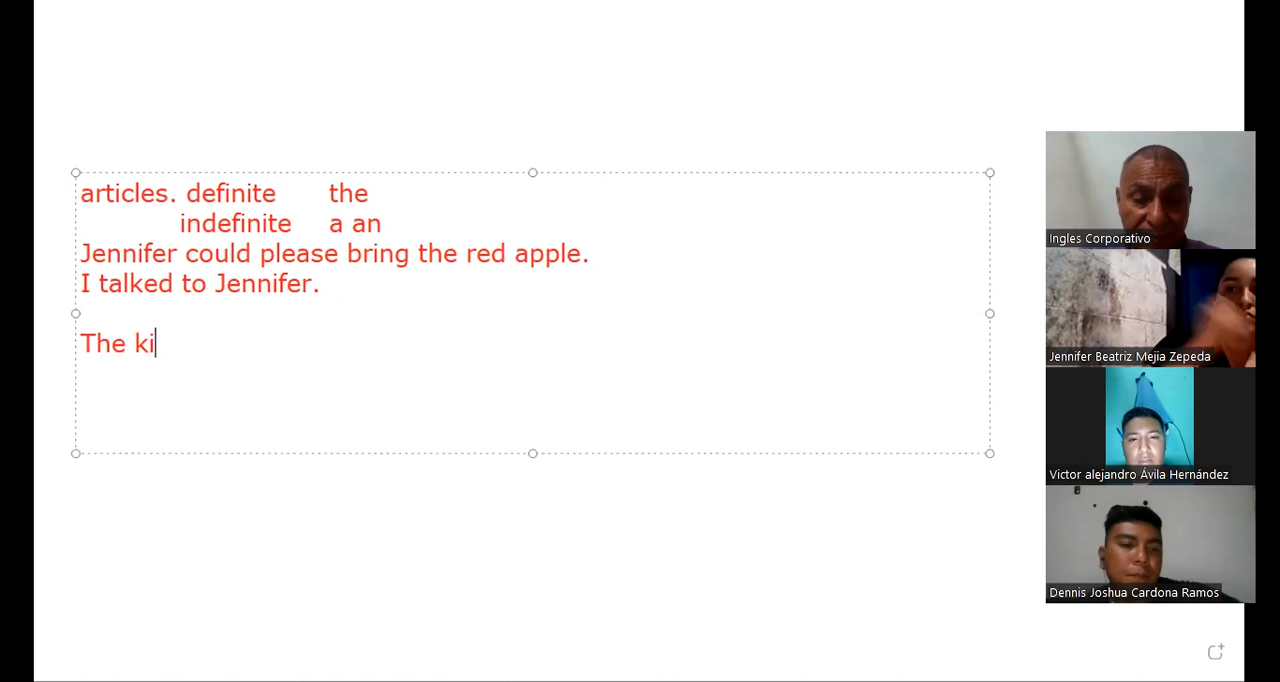 articles. definite the
indefinite a an
Jennifer could please bring the red apple.
I talked to Jennifer.
The ki
Ingles Corporativo
Jennifer Beatriz Mejia Zepeda
Victor alejandro Ávila Hernández
Dennis Joshua Cardona Ramos